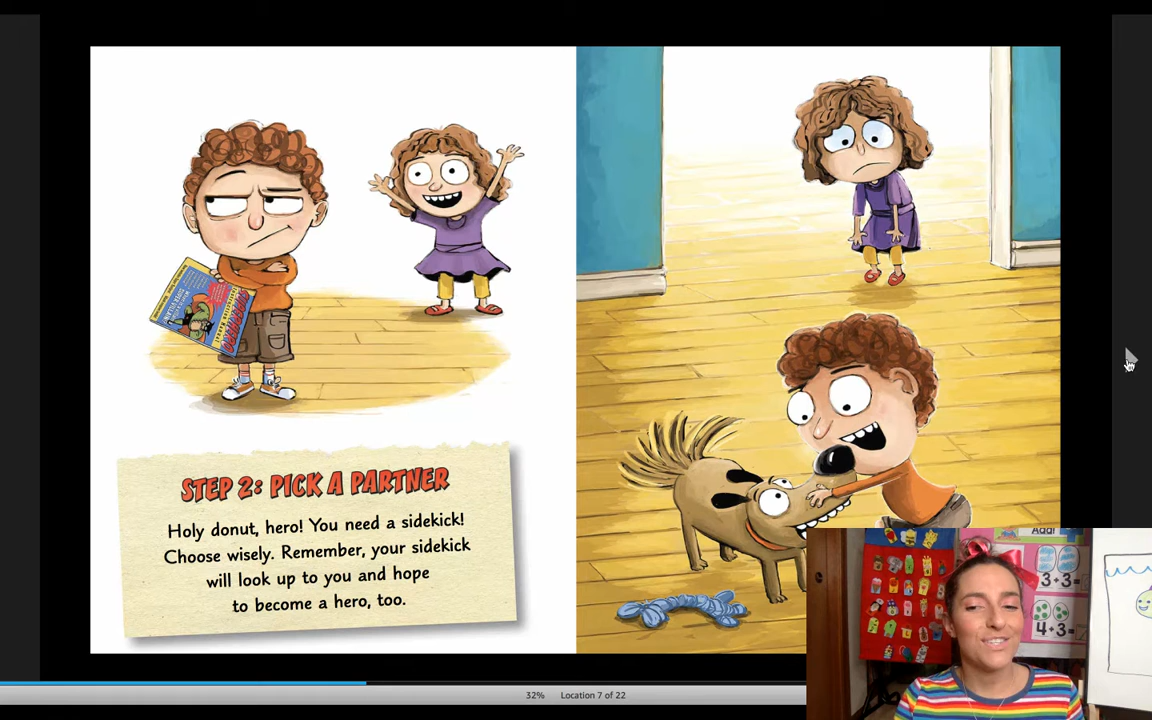 STEP 2: PICK A PARTNER
Holy donut, hero! You need a sidekick!
Choose wisely. Remember, your sidekick
will look up to you and hope
to become a hero, too.
Add!
3+3=
4+3=
32% Location 7 of 22